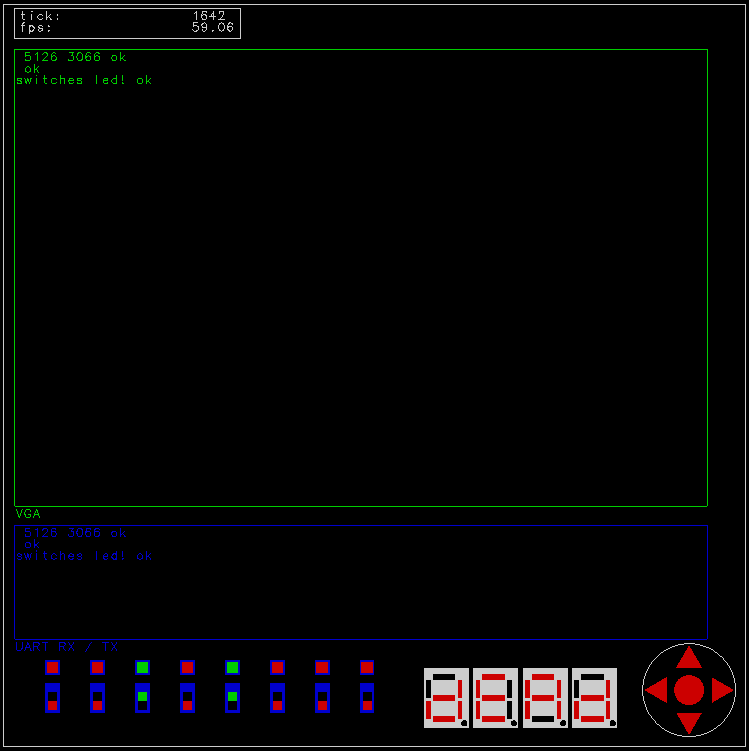 tick: 1642
fps: 59.06
5126 3066 ok
ok
switches led! ok
VGA
5126 3066 ok
ok
switches led! ok
UART RX / TX